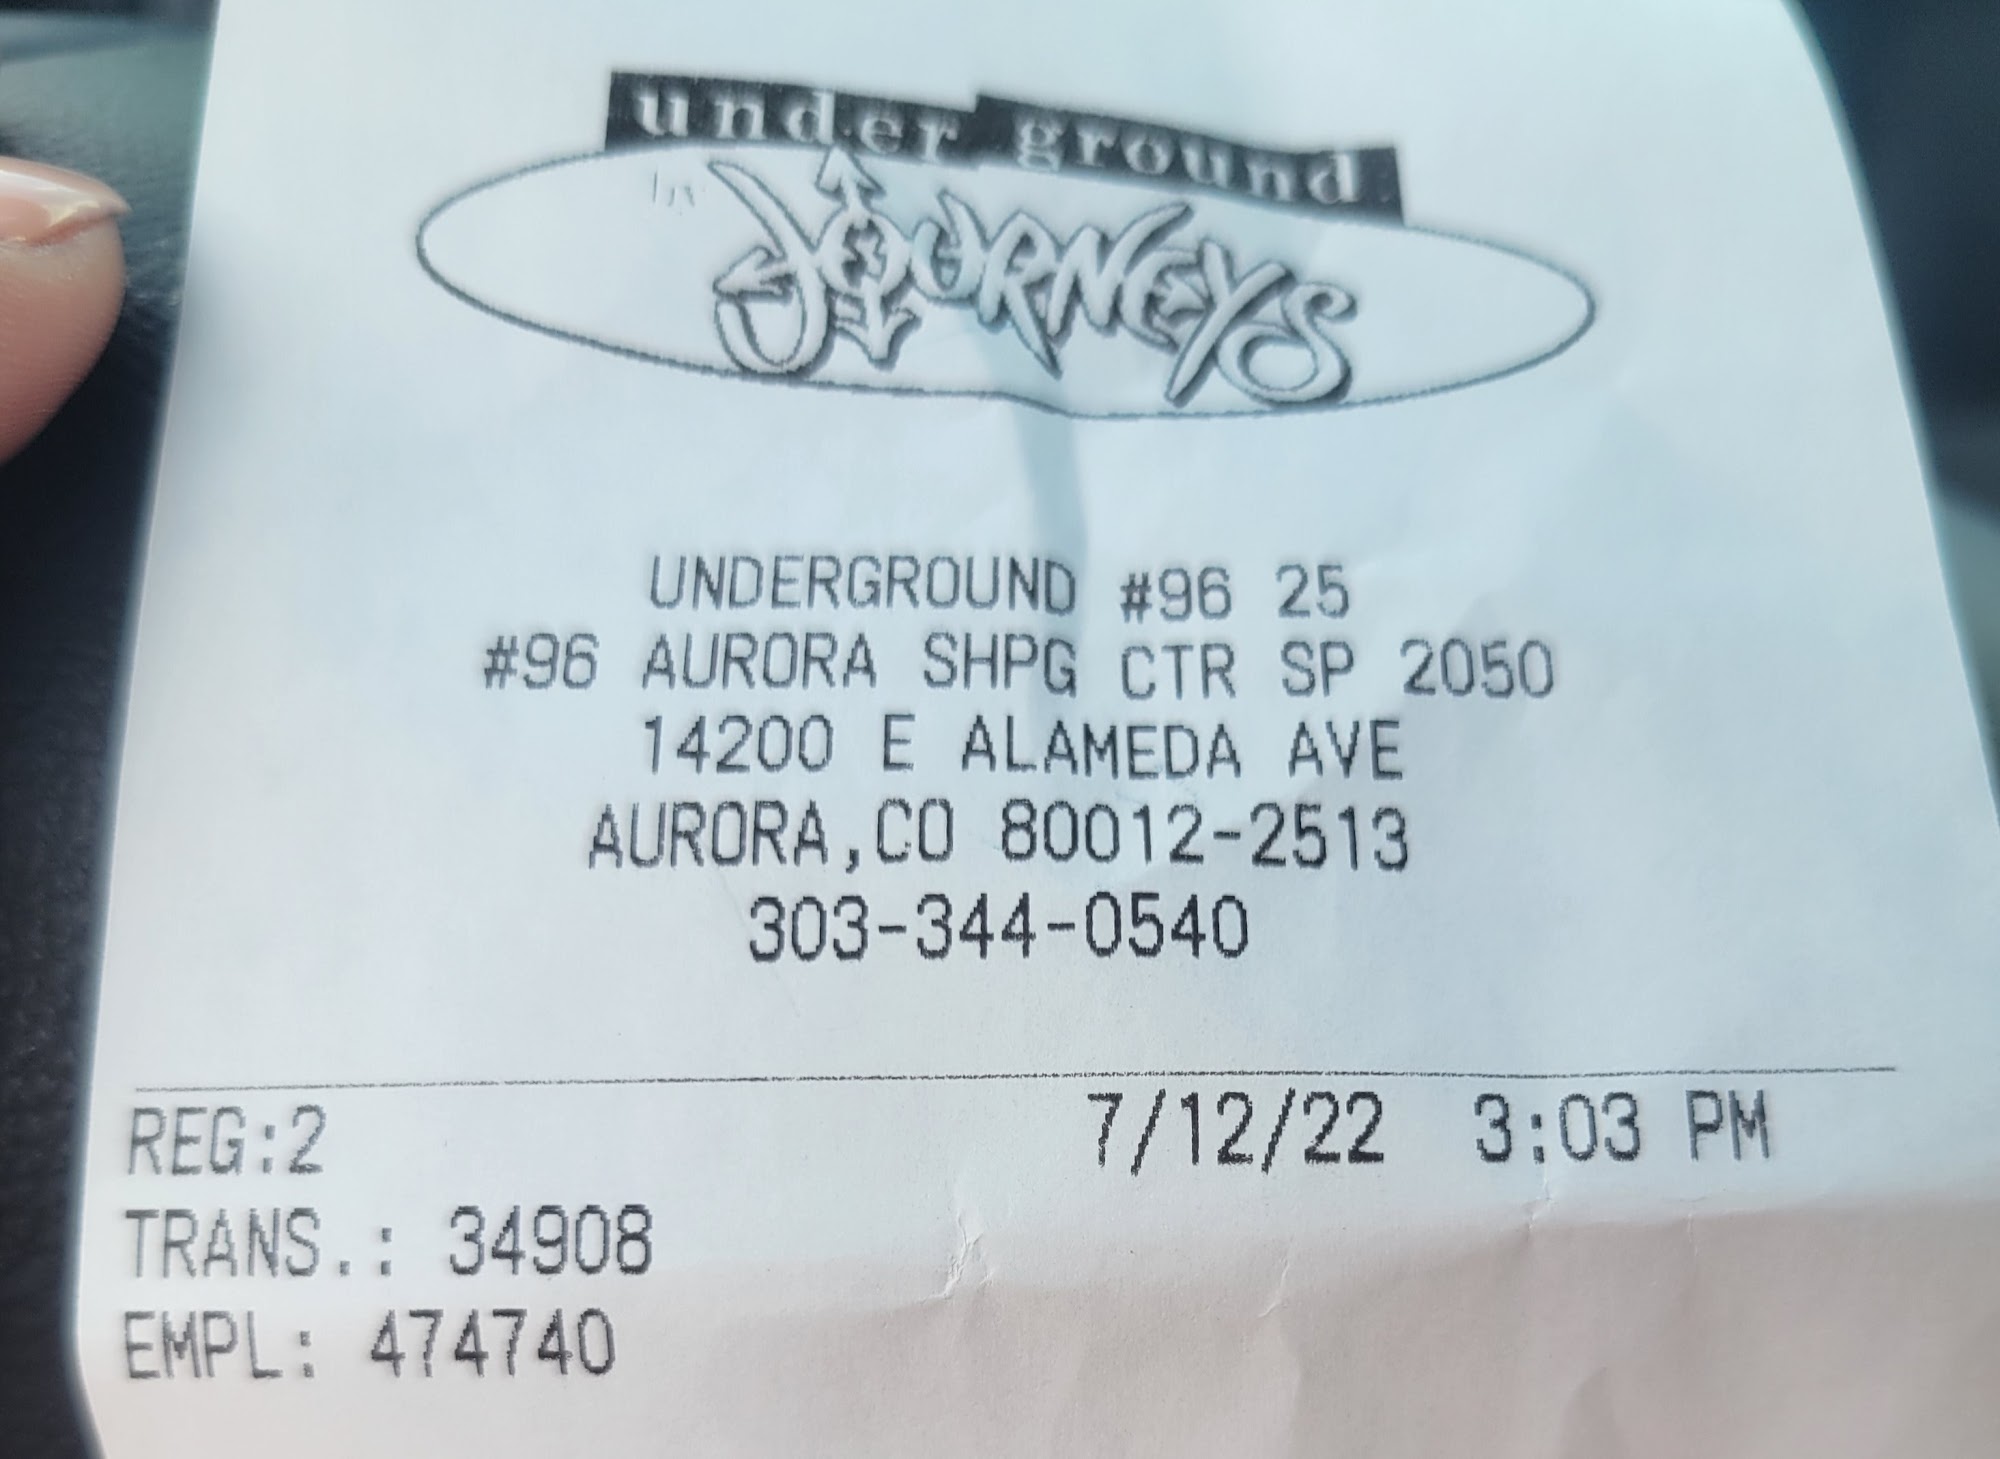 under ground
by
JOURNEYS
UNDERGROUND #96 25
#96 AURORA SHPG CTR SP 2050
14200 E ALAMEDA AVE
AURORA,CO 80012-2513
303-344-0540
REG:2 7/12/22 3:03 PM
TRANS.: 34908
EMPL: 474740